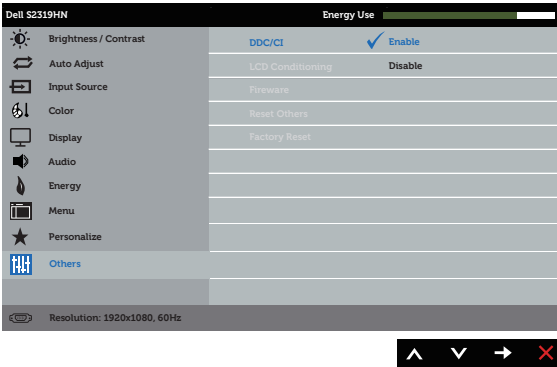 Dell S2319HN Energy Use
Brightness / Contrast
Auto Adjust
Input Source
Color
Display
Audio
Energy
Menu
Personalize
Others
DDC/CI Enable
LCD Conditioning Disable
Fireware
Reset Others
Factory Reset
Resolution: 1920x1080, 60Hz